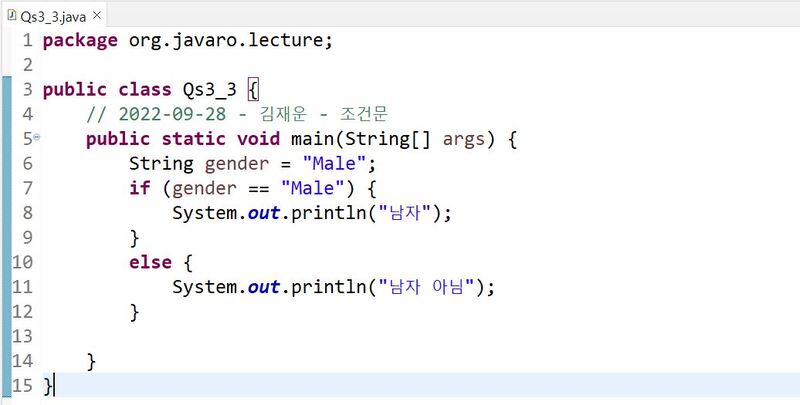 Qs3_3.java
1 package org.javaro.lecture;
2
3 public class Qs3_3 {
4 // 2022-09-28 - 김재운 - 조건문
5 public static void main(String[] args) {
6 String gender = "Male";
7 if (gender == "Male") {
8 System.out.println("남자");
9 }
10 else {
11 System.out.println("남자 아님");
12 }
13
14 }
15 }